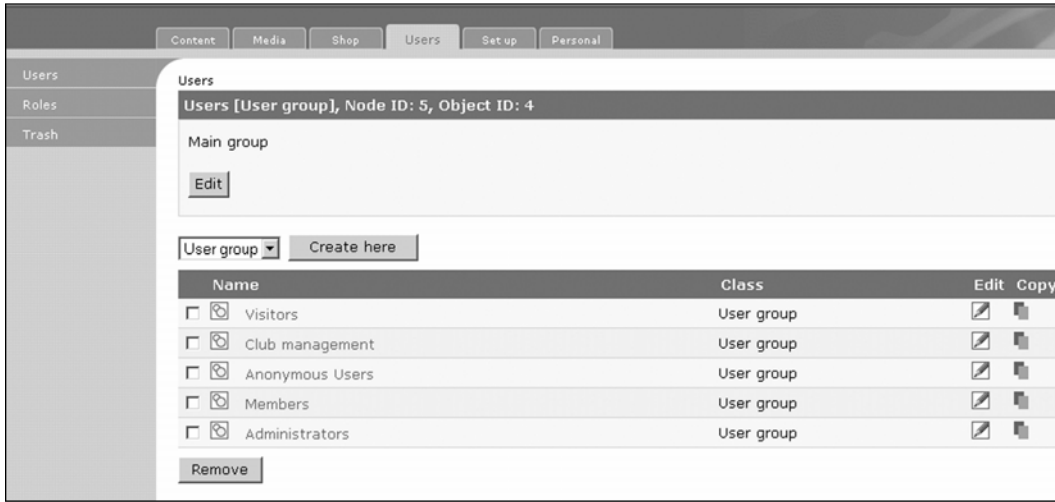 Content Media Shop Users Set up Personal
Users
Roles
Trash
Users
Users [User group], Node ID: 5, Object ID: 4
Main group
Edit
User group Create here
Name Class Edit Copy
Visitors User group
Club management User group
Anonymous Users User group
Members User group
Administrators User group
Remove